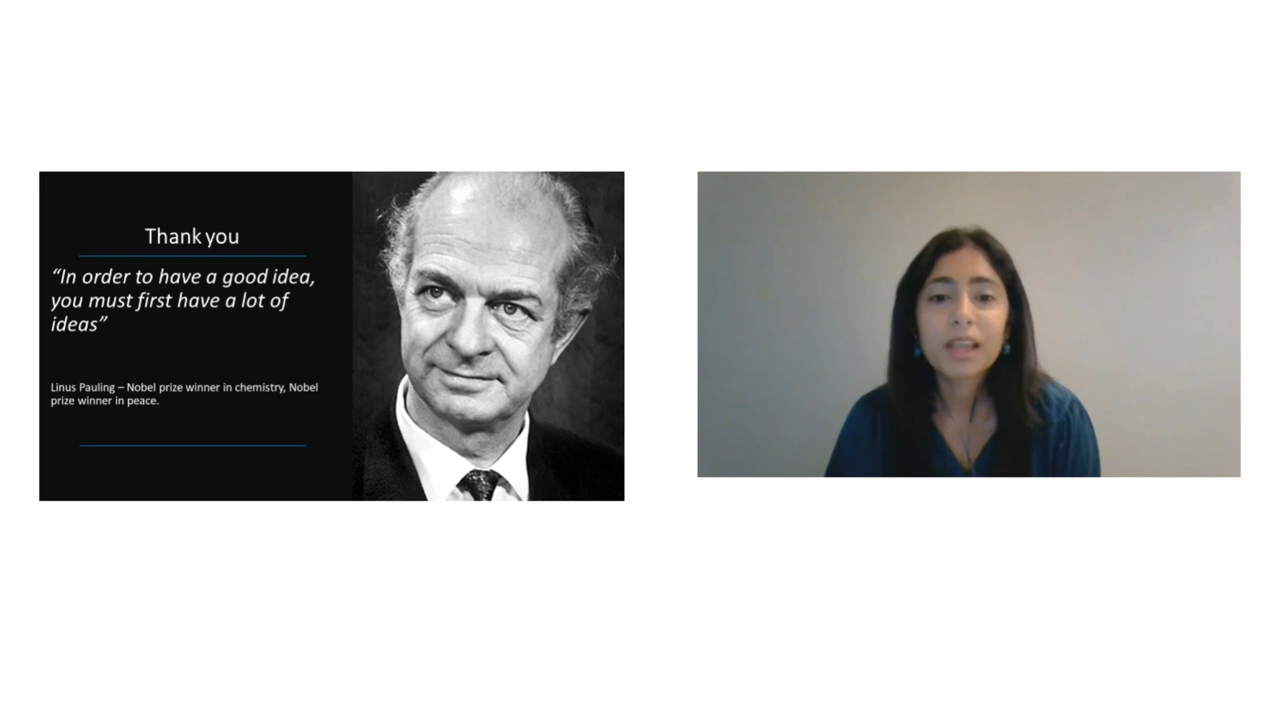 Thank you
“In order to have a good idea,
you must first have a lot of
ideas”
Linus Pauling – Nobel prize winner in chemistry, Nobel
prize winner in peace.